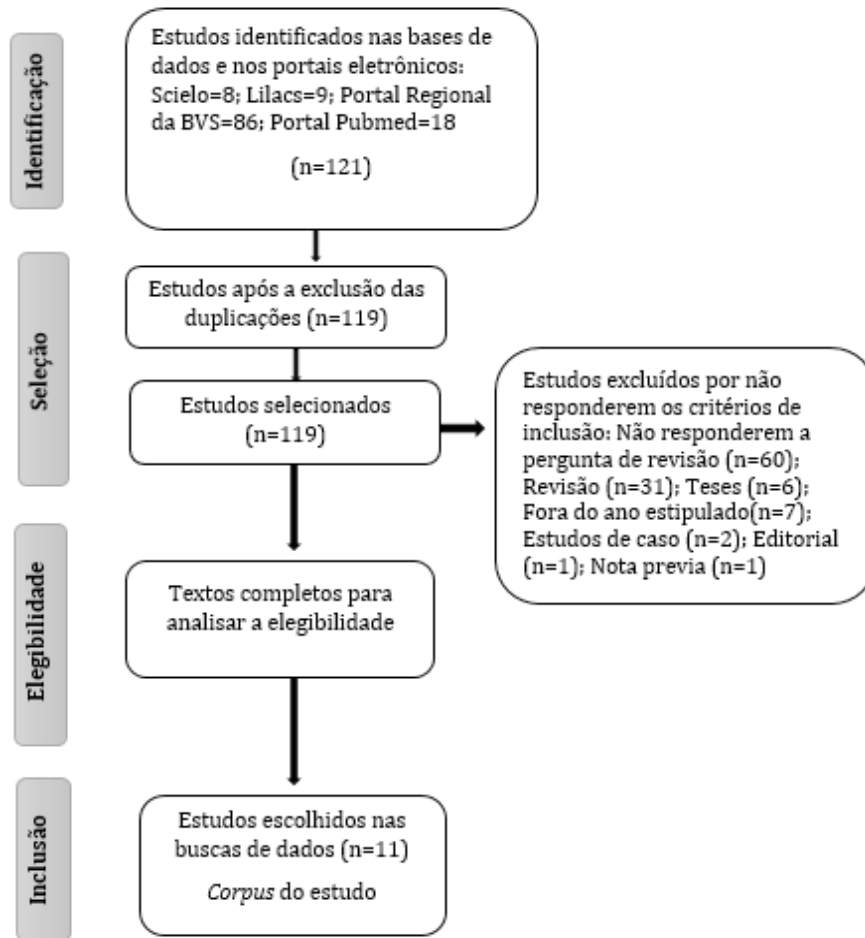 Identificação
Estudos identificados nas bases de
dados e nos portais eletrônicos:
Scielo=8; Lilacs=9; Portal Regional
da BVS=86; Portal Pubmed=18
(n=121)
Seleção
Estudos após a exclusão das
duplicações (n=119)
Estudos selecionados
(n=119)
Estudos excluídos por não
responderem os critérios de
inclusão: Não responderem a
pergunta de revisão (n=60);
Revisão (n=31); Teses (n=6);
Fora do ano estipulado(n=7);
Estudos de caso (n=2); Editorial
(n=1); Nota previa (n=1)
Elegibilidade
Textos completos para
analisar a elegibilidade
Inclusão
Estudos escolhidos nas
buscas de dados (n=11)
Corpus do estudo